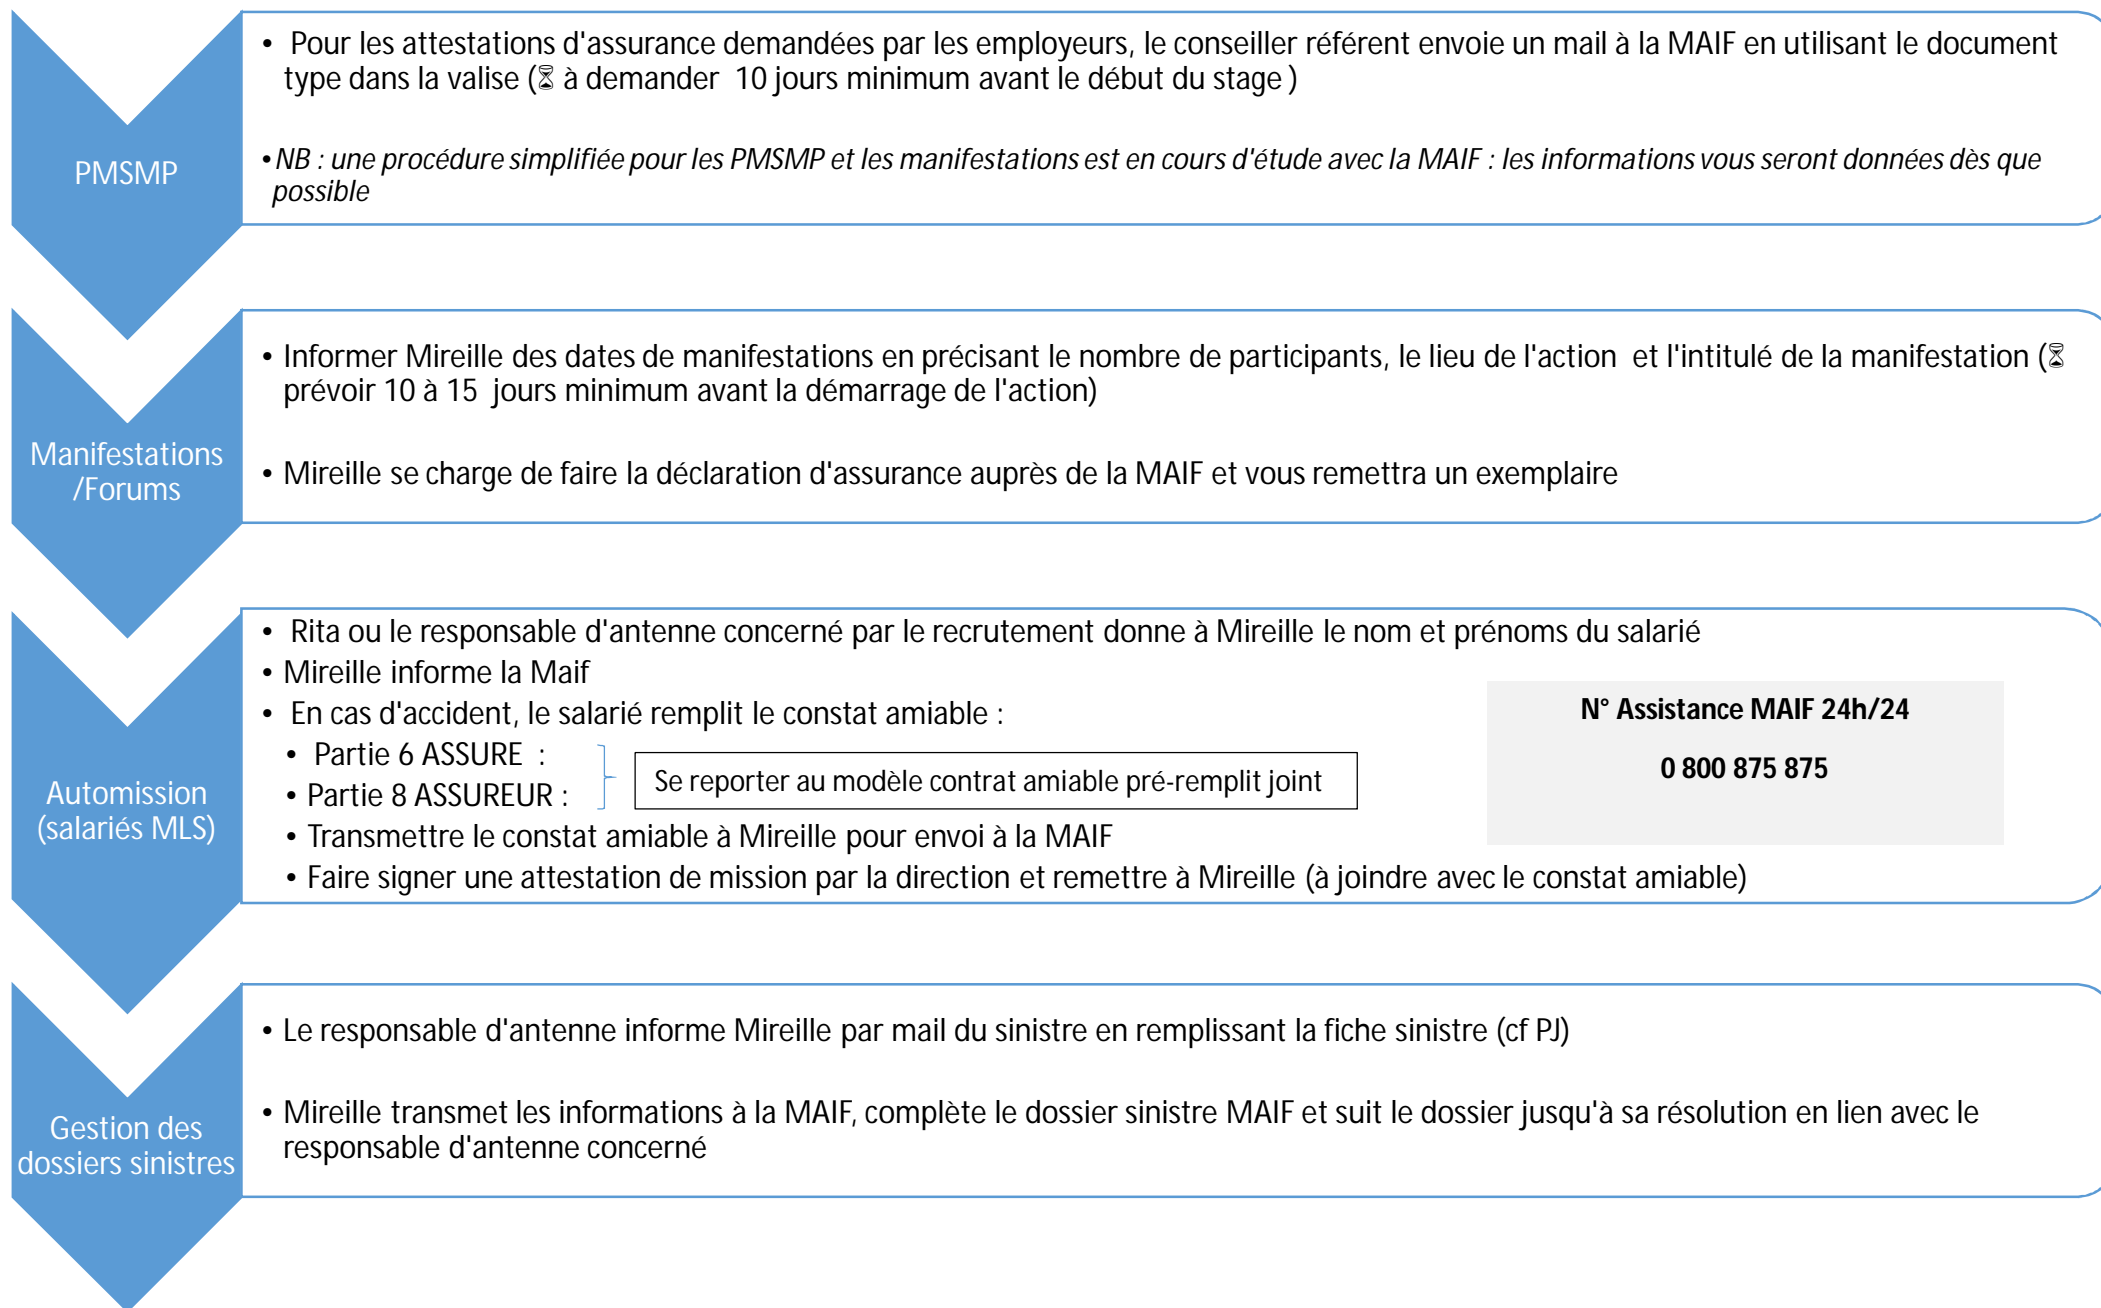 PMSMP
• Pour les attestations d'assurance demandées par les employeurs, le conseiller référent envoie un mail à la MAIF en utilisant le document
type dans la valise (⌛ à demander 10 jours minimum avant le début du stage )
• NB : une procédure simplifiée pour les PMSMP et les manifestations est en cours d'étude avec la MAIF : les informations vous seront données dès que
possible
Manifestations
/Forums
• Informer Mireille des dates de manifestations en précisant le nombre de participants, le lieu de l'action et l'intitulé de la manifestation (⌛
prévoir 10 à 15 jours minimum avant la démarrage de l'action)
• Mireille se charge de faire la déclaration d'assurance auprès de la MAIF et vous remettra un exemplaire
Automission
(salariés MLS)
• Rita ou le responsable d'antenne concerné par le recrutement donne à Mireille le nom et prénoms du salarié
• Mireille informe la Maif
• En cas d'accident, le salarié remplit le constat amiable :
• Partie 6 ASSURE :
• Partie 8 ASSUREUR :
Se reporter au modèle contrat amiable pré-remplit joint
• Transmettre le constat amiable à Mireille pour envoi à la MAIF
• Faire signer une attestation de mission par la direction et remettre à Mireille (à joindre avec le constat amiable)
N° Assistance MAIF 24h/24
0 800 875 875
Gestion des
dossiers sinistres
• Le responsable d'antenne informe Mireille par mail du sinistre en remplissant la fiche sinistre (cf PJ)
• Mireille transmet les informations à la MAIF, complète le dossier sinistre MAIF et suit le dossier jusqu'à sa résolution en lien avec le
responsable d'antenne concerné